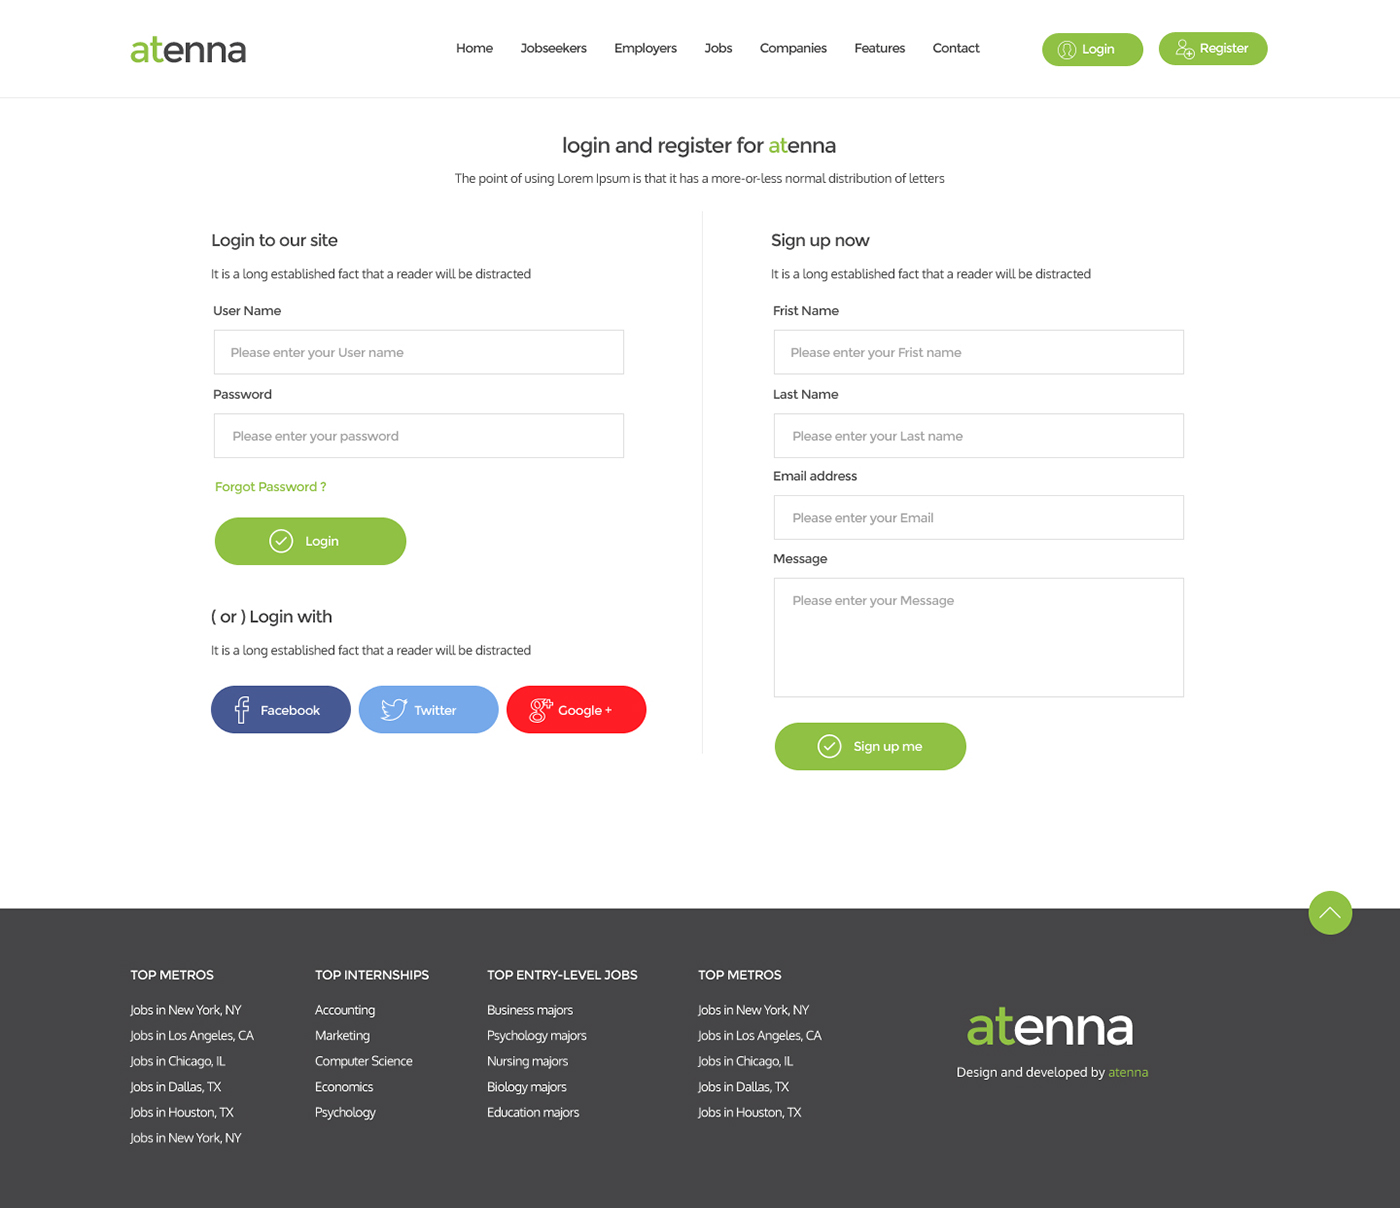 atenna
Home Jobseekers Employers Jobs Companies Features Contact Login Register
login and register for atenna
The point of using Lorem Ipsum is that it has a more-or-less normal distribution of letters
Login to our site
It is a long established fact that a reader will be distracted
User Name
Please enter your User name
Password
Please enter your password
Forgot Password ?
Login
( or ) Login with
It is a long established fact that a reader will be distracted
Facebook Twitter Google +
Sign up now
It is a long established fact that a reader will be distracted
Frist Name
Please enter your Frist name
Last Name
Please enter your Last name
Email address
Please enter your Email
Message
Please enter your Message
Sign up me
TOP METROS
Jobs in New York, NY
Jobs in Los Angeles, CA
Jobs in Chicago, IL
Jobs in Dallas, TX
Jobs in Houston, TX
Jobs in New York, NY
TOP INTERNSHIPS
Accounting
Marketing
Computer Science
Economics
Psychology
TOP ENTRY-LEVEL JOBS
Business majors
Psychology majors
Nursing majors
Biology majors
Education majors
TOP METROS
Jobs in New York, NY
Jobs in Los Angeles, CA
Jobs in Chicago, IL
Jobs in Dallas, TX
Jobs in Houston, TX
atenna
Design and developed by atenna